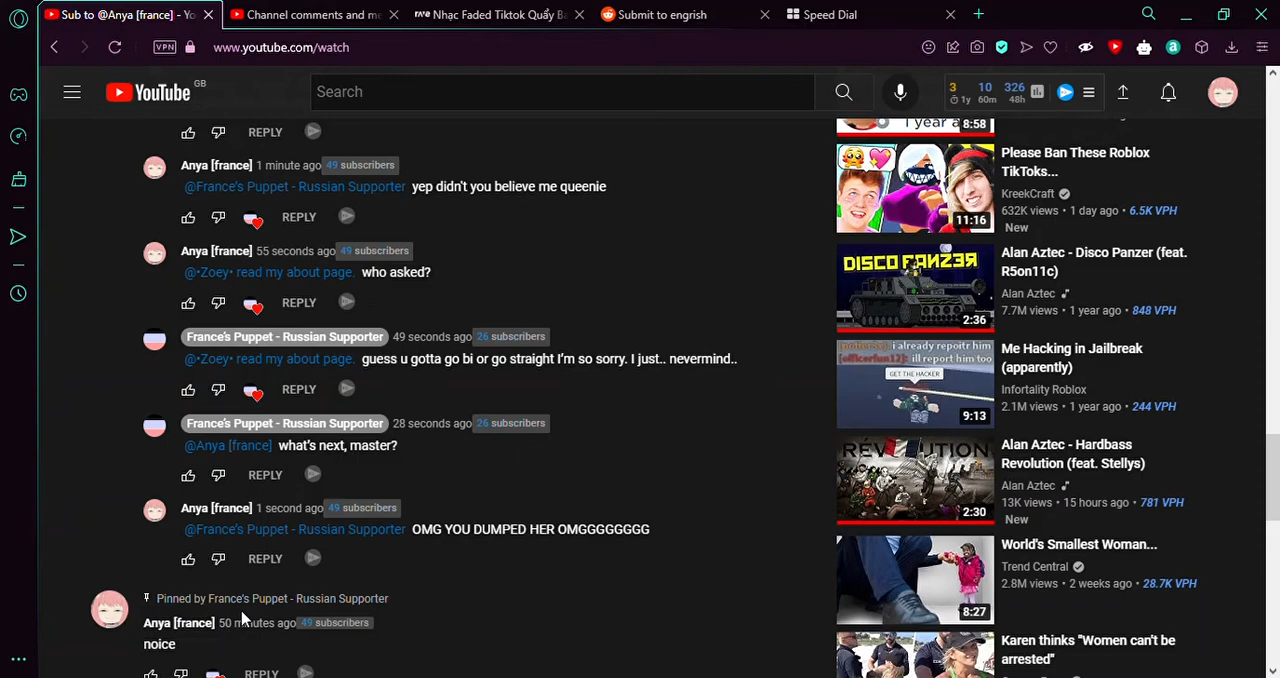 Sub to @Anya [france] - Yo
Channel comments and me
Nhạc Faded Tiktok Quẩy Ba
Submit to engrish
Speed Dial
VPN
www.youtube.com/watch
YouTube GB
Search
3 10 326
1y 60m 48h
REPLY
Anya [france] 1 minute ago 49 subscribers
@France's Puppet - Russian Supporter yep didn't you believe me queenie
REPLY
Anya [france] 55 seconds ago 49 subscribers
@•Zoey• read my about page. who asked?
REPLY
France's Puppet - Russian Supporter 49 seconds ago 26 subscribers
@•Zoey• read my about page. guess u gotta go bi or go straight I'm so sorry. I just.. nevermind..
REPLY
France's Puppet - Russian Supporter 28 seconds ago 26 subscribers
@Anya [france] what's next, master?
REPLY
Anya [france] 1 second ago 49 subscribers
@France's Puppet - Russian Supporter OMG YOU DUMPED HER OMGGGGGGGG
REPLY
Pinned by France's Puppet - Russian Supporter
Anya [france] 50 minutes ago 49 subscribers
noice
REPLY
1 year a
8:58
11:16
Please Ban These Roblox
TikToks...
KreekCraft
632K views • 1 day ago • 6.5K VPH
New
DISCO PANZER
2:36
Alan Aztec - Disco Panzer (feat.
R5on11c)
Alan Aztec
7.7M views • 1 year ago • 848 VPH
i already repoitr him
ill report him too
GET THE HACKER
9:13
Me Hacking in Jailbreak
(apparently)
Infortality Roblox
2.1M views • 1 year ago • 244 VPH
2:30
Alan Aztec - Hardbass
Revolution (feat. Stellys)
Alan Aztec
13K views • 15 hours ago • 781 VPH
New
8:27
World's Smallest Woman...
Trend Central
2.8M views • 2 weeks ago • 28.7K VPH
Karen thinks "Women can't be
arrested"